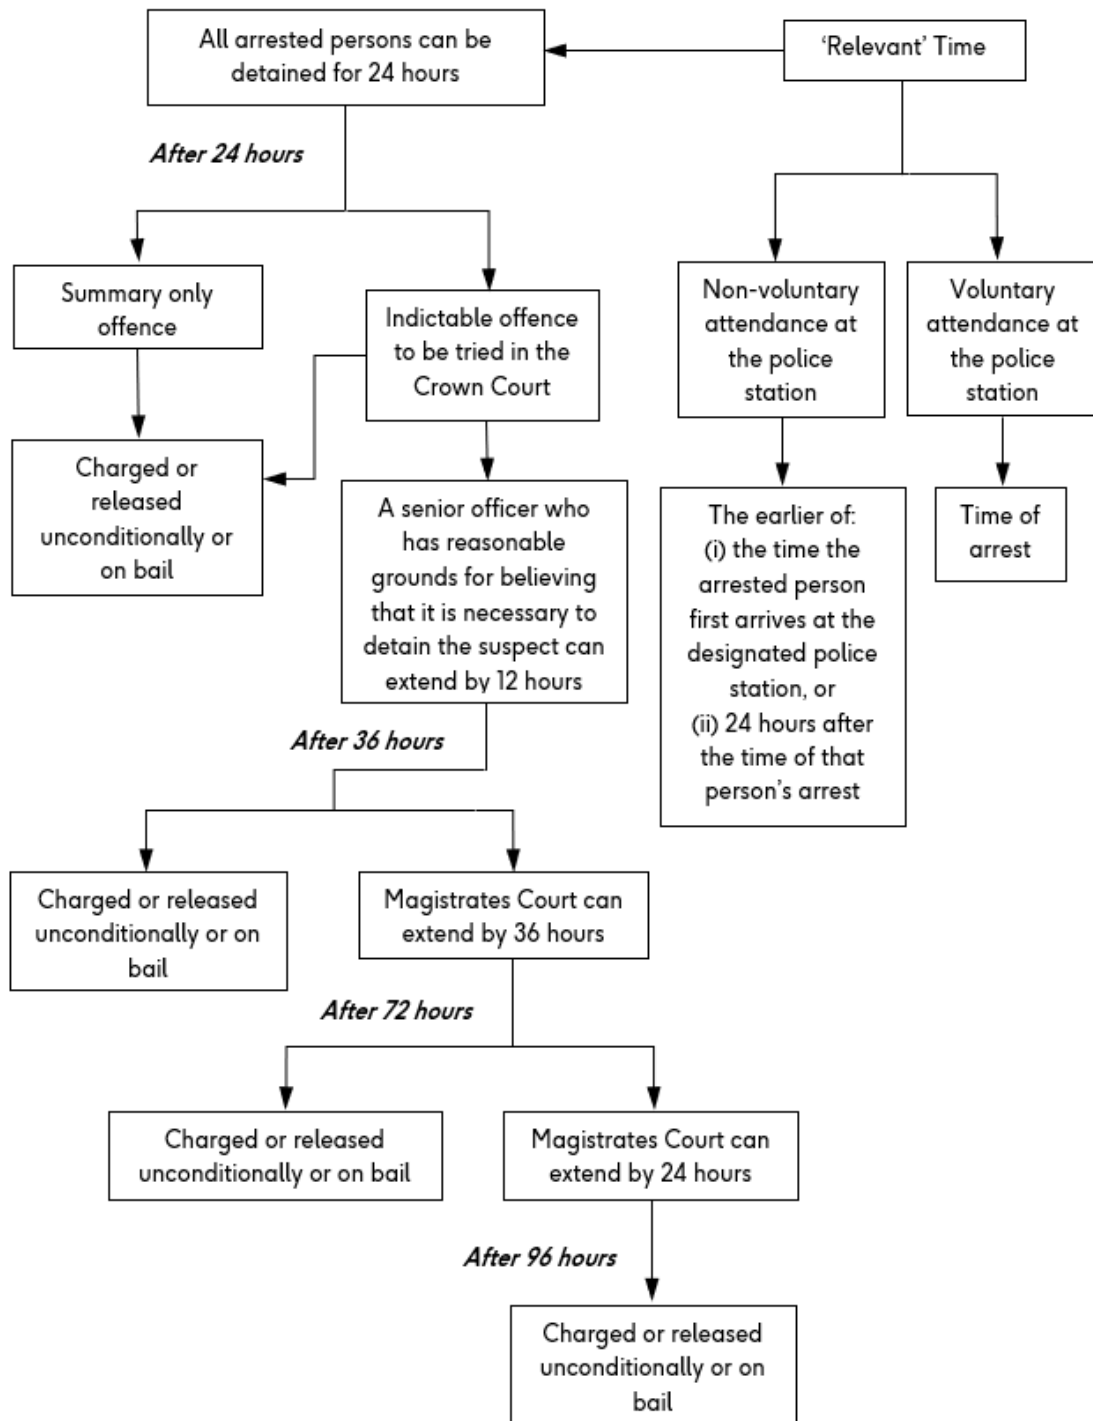 All arrested persons can be
detained for 24 hours
‘Relevant’ Time
After 24 hours
Summary only
offence
Indictable offence
to be tried in the
Crown Court
Non-voluntary
attendance at
the police
station
Voluntary
attendance at
the police
station
Charged or
released
unconditionally or
on bail
A senior officer who
has reasonable
grounds for believing
that it is necessary to
detain the suspect can
extend by 12 hours
The earlier of:
(i) the time the
arrested person
first arrives at the
designated police
station, or
(ii) 24 hours after
the time of that
person’s arrest
Time of
arrest
After 36 hours
Charged or released
unconditionally or on
bail
Magistrates Court can
extend by 36 hours
After 72 hours
Charged or released
unconditionally or on bail
Magistrates Court can
extend by 24 hours
After 96 hours
Charged or released
unconditionally or on
bail